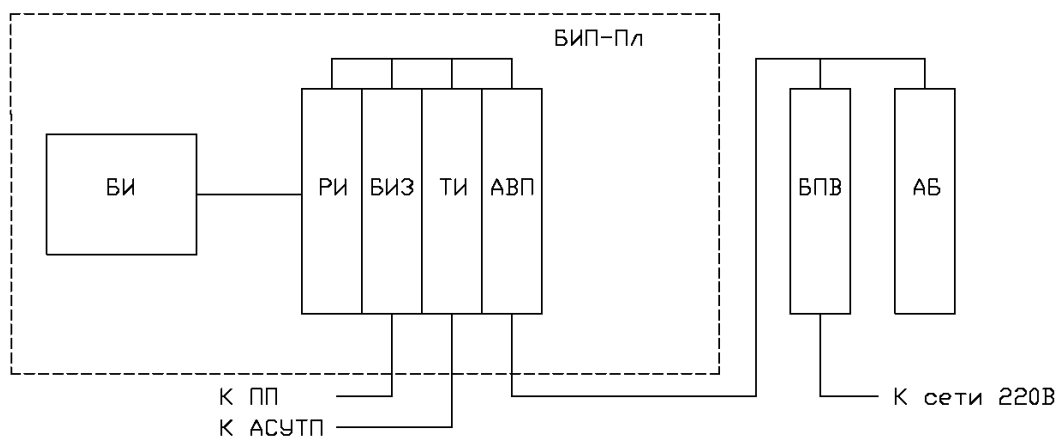 БИП-Пл
БИ
РИ
БИЗ
ТИ
АВП
БПВ
АБ
К ПП
К АСУТП
К сети 220В